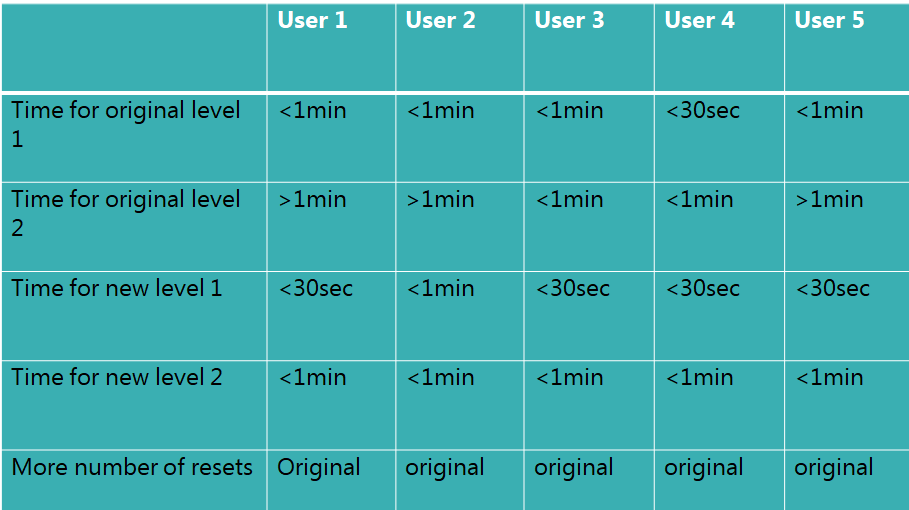 User 1 User 2 User 3 User 4 User 5
Time for original level 1 <1min <1min <1min <30sec <1min
Time for original level 2 >1min >1min <1min <1min >1min
Time for new level 1 <30sec <1min <30sec <30sec <30sec
Time for new level 2 <1min <1min <1min <1min <1min
More number of resets Original original original original original